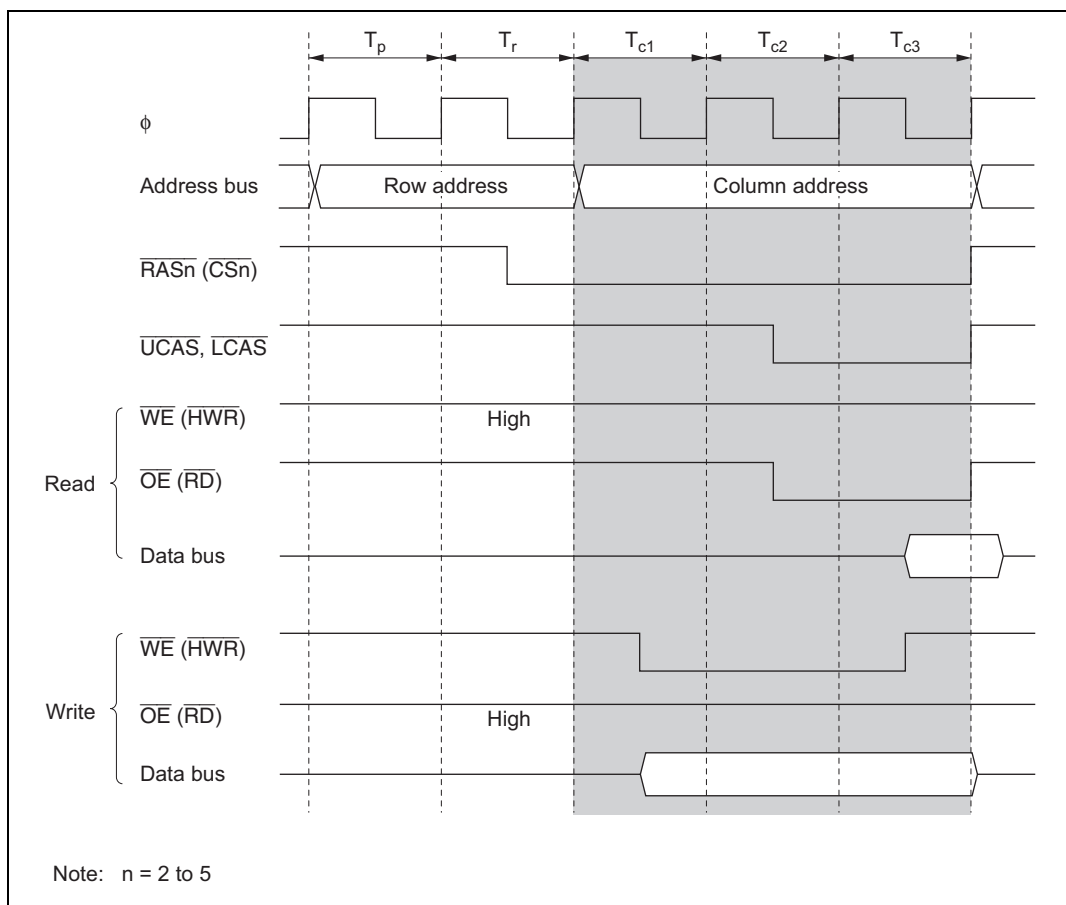 Tp Tr Tc1 Tc2 Tc3
ϕ
Address bus Row address Column address
RASn (CSn)
UCAS, LCAS
WE (HWR) High
Read OE (RD)
Data bus
WE (HWR)
Write OE (RD) High
Data bus
Note: n = 2 to 5